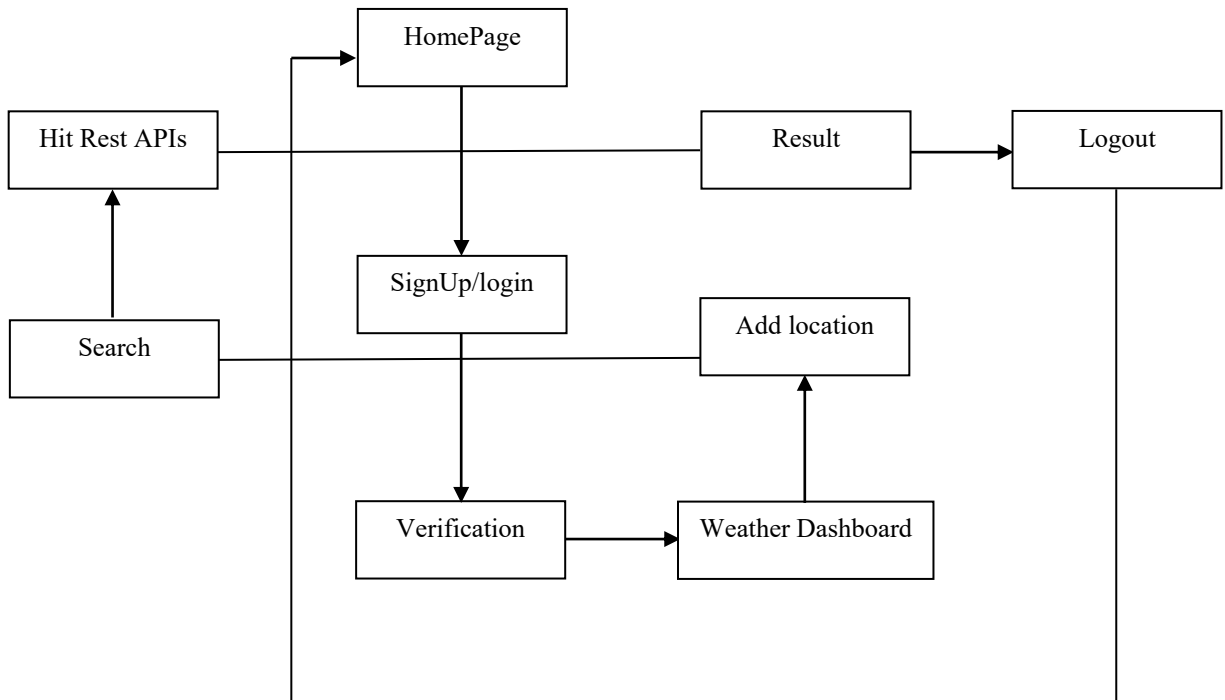 HomePage
Hit Rest APIs
Result
Logout
SignUp/login
Add location
Search
Verification
Weather Dashboard